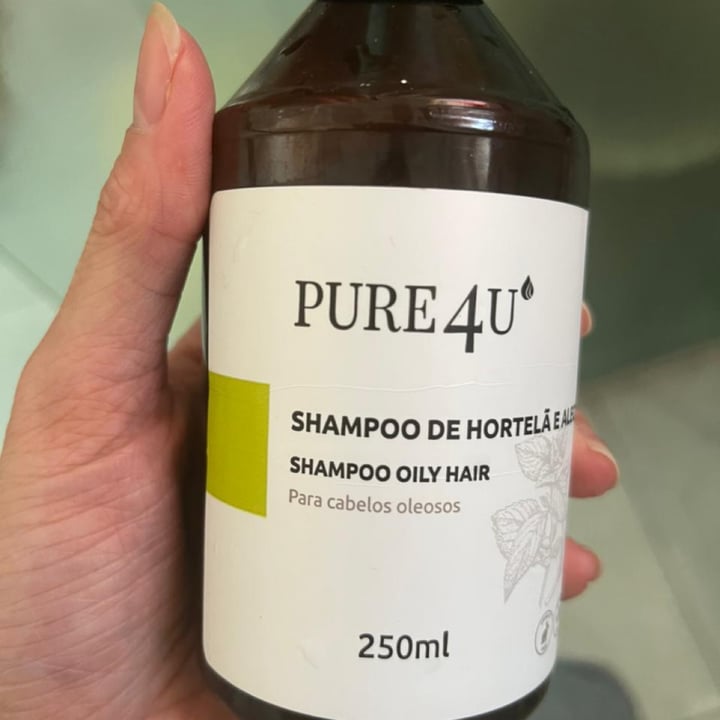 PURE4U
SHAMPOO DE HORTELÃ E
SHAMPOO OILY HAIR
Para cabelos oleosos
250ml